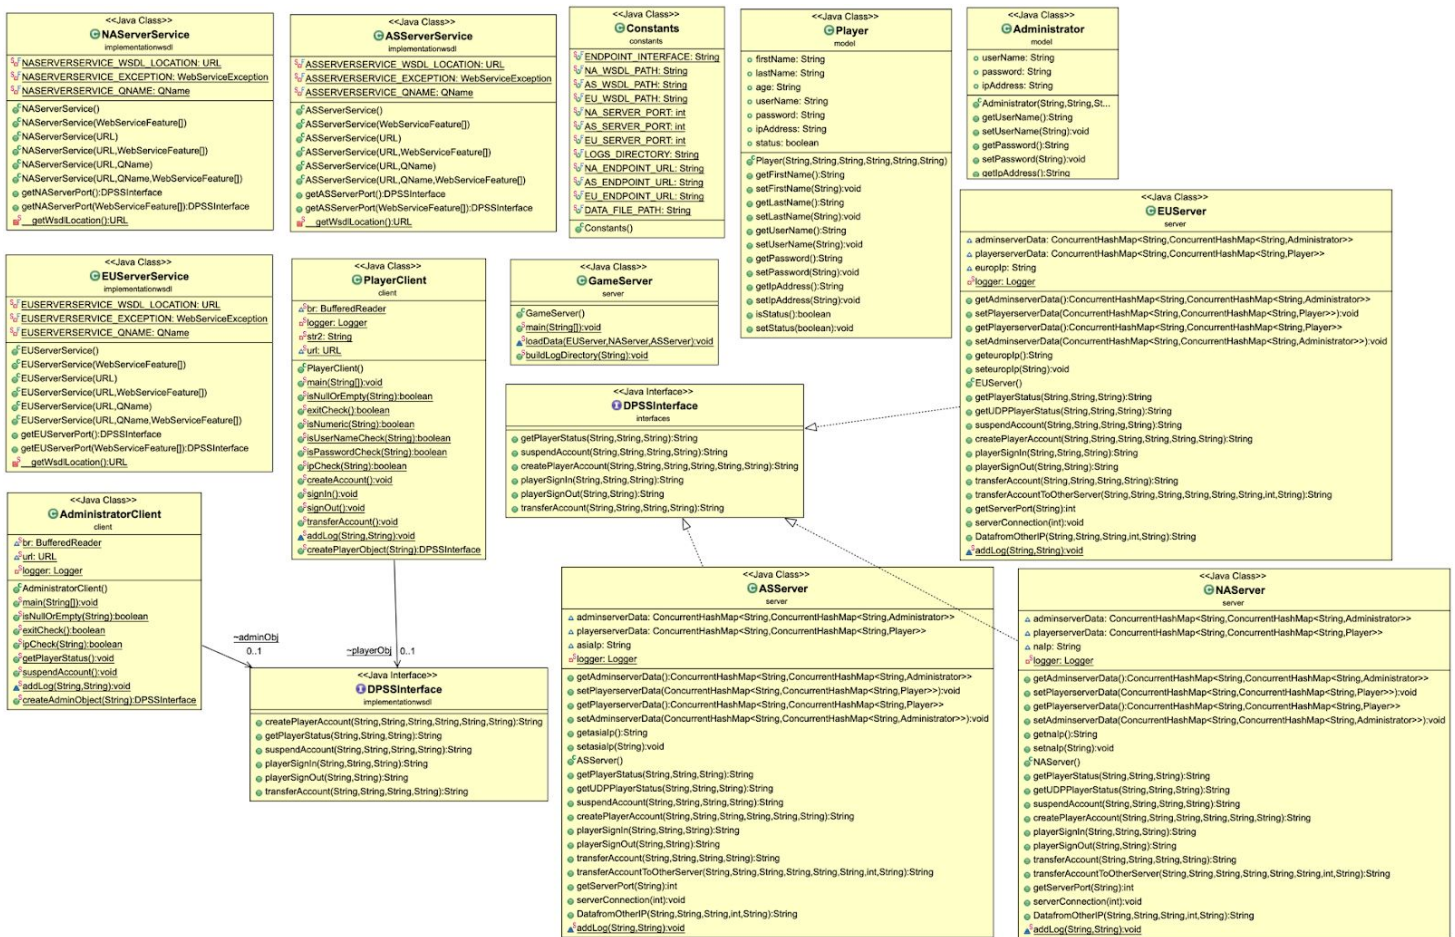 <<Java Class>>
NAServerService
implementationwsdl
NASERVERSERVICE_WSDL_LOCATION: URL
NASERVERSERVICE_EXCEPTION: WebServiceException
NASERVERSERVICE_QNAME: QName
NAServerService()
NAServerService(WebServiceFeature[])
NAServerService(URL)
NAServerService(URL,WebServiceFeature[])
NAServerService(URL,QName)
NAServerService(URL,QName,WebServiceFeature[])
getNAServerPort():DPSSInterface
getNAServerPort(WebServiceFeature[]):DPSSInterface
__getWsdlLocation():URL
<<Java Class>>
ASServerService
implementationwsdl
ASSERVERSERVICE_WSDL_LOCATION: URL
ASSERVERSERVICE_EXCEPTION: WebServiceException
ASSERVERSERVICE_QNAME: QName
ASServerService()
ASServerService(WebServiceFeature[])
ASServerService(URL)
ASServerService(URL,WebServiceFeature[])
ASServerService(URL,QName)
ASServerService(URL,QName,WebServiceFeature[])
getASServerPort():DPSSInterface
getASServerPort(WebServiceFeature[]):DPSSInterface
__getWsdlLocation():URL
<<Java Class>>
Constants
constants
ENDPOINT_INTERFACE: String
NA_WSDL_PATH: String
AS_WSDL_PATH: String
EU_WSDL_PATH: String
NA_SERVER_PORT: int
AS_SERVER_PORT: int
EU_SERVER_PORT: int
LOGS_DIRECTORY: String
NA_ENDPOINT_URL: String
AS_ENDPOINT_URL: String
EU_ENDPOINT_URL: String
DATA_FILE_PATH: String
Constants()
<<Java Class>>
Player
model
firstName: String
lastName: String
age: String
userName: String
password: String
ipAddress: String
status: boolean
Player(String,String,String,String,String,String)
getFirstName():String
setFirstName(String):void
getLastName():String
setLastName(String):void
getUserName():String
setUserName(String):void
getPassword():String
setPassword(String):void
getIpAddress():String
setIpAddress(String):void
isStatus():boolean
setStatus(boolean):void
<<Java Class>>
Administrator
model
userName: String
password: String
ipAddress: String
Administrator(String,String,St...
getUserName():String
setUserName(String):void
getPassword():String
setPassword(String):void
getIpAddress():String
<<Java Class>>
EUServer
server
adminserverData: ConcurrentHashMap<String,ConcurrentHashMap<String,Administrator>>
playerserverData: ConcurrentHashMap<String,ConcurrentHashMap<String,Player>>
europIp: String
logger: Logger
getAdminserverData():ConcurrentHashMap<String,ConcurrentHashMap<String,Administrator>>
setPlayerserverData(ConcurrentHashMap<String,ConcurrentHashMap<String,Player>>):void
getPlayerserverData():ConcurrentHashMap<String,ConcurrentHashMap<String,Player>>
setAdminserverData(ConcurrentHashMap<String,ConcurrentHashMap<String,Administrator>>):void
geteuropIp():String
seteuropIp(String):void
EUServer()
getPlayerStatus(String,String,String):String
getUDPPlayerStatus(String,String,String):String
suspendAccount(String,String,String,String):String
createPlayerAccount(String,String,String,String,String,String):String
playerSignIn(String,String,String):String
playerSignOut(String,String):String
transferAccount(String,String,String,String):String
transferAccountToOtherServer(String,String,String,String,String,String,int,String):String
getServerPort(String):int
serverConnection(int):void
DatafromOtherIP(String,String,String,int,String):String
addLog(String,String):void
<<Java Class>>
EUServerService
implementationwsdl
EUSERVERSERVICE_WSDL_LOCATION: URL
EUSERVERSERVICE_EXCEPTION: WebServiceException
EUSERVERSERVICE_QNAME: QName
EUServerService()
EUServerService(WebServiceFeature[])
EUServerService(URL)
EUServerService(URL,WebServiceFeature[])
EUServerService(URL,QName)
EUServerService(URL,QName,WebServiceFeature[])
getEUServerPort():DPSSInterface
getEUServerPort(WebServiceFeature[]):DPSSInterface
__getWsdlLocation():URL
<<Java Class>>
PlayerClient
client
br: BufferedReader
logger: Logger
str2: String
url: URL
PlayerClient()
main(String[]):void
isNullOrEmpty(String):boolean
exitCheck():boolean
isNumeric(String):boolean
isUserNameCheck(String):boolean
isPasswordCheck(String):boolean
ipCheck(String):boolean
createAccount():void
signIn():void
signOut():void
transferAccount():void
addLog(String,String):void
createPlayerObject(String):DPSSInterface
<<Java Class>>
GameServer
server
GameServer()
main(String[]):void
loadData(EUServer,NAServer,ASServer):void
buildLogDirectory(String):void
<<Java Interface>>
DPSSInterface
interfaces
getPlayerStatus(String,String,String):String
suspendAccount(String,String,String,String):String
createPlayerAccount(String,String,String,String,String,String):String
playerSignIn(String,String,String):String
playerSignOut(String,String):String
transferAccount(String,String,String,String):String
<<Java Class>>
AdministratorClient
client
br: BufferedReader
url: URL
logger: Logger
AdministratorClient()
main(String[]):void
isNullOrEmpty(String):boolean
exitCheck():boolean
ipCheck(String):boolean
getPlayerStatus():void
suspendAccount():void
addLog(String,String):void
createAdminObject(String):DPSSInterface
~adminObj
0..1
~playerObj
0..1
<<Java Interface>>
DPSSInterface
implementationwsdl
createPlayerAccount(String,String,String,String,String,String):String
getPlayerStatus(String,String,String):String
suspendAccount(String,String,String,String):String
playerSignIn(String,String,String):String
playerSignOut(String,String):String
transferAccount(String,String,String,String):String
<<Java Class>>
ASServer
server
adminserverData: ConcurrentHashMap<String,ConcurrentHashMap<String,Administrator>>
playerserverData: ConcurrentHashMap<String,ConcurrentHashMap<String,Player>>
asiaIp: String
logger: Logger
getAdminserverData():ConcurrentHashMap<String,ConcurrentHashMap<String,Administrator>>
setPlayerserverData(ConcurrentHashMap<String,ConcurrentHashMap<String,Player>>):void
getPlayerserverData():ConcurrentHashMap<String,ConcurrentHashMap<String,Player>>
setAdminserverData(ConcurrentHashMap<String,ConcurrentHashMap<String,Administrator>>):void
getasiaIp():String
setasiaIp(String):void
ASServer()
getPlayerStatus(String,String,String):String
getUDPPlayerStatus(String,String,String):String
suspendAccount(String,String,String,String):String
createPlayerAccount(String,String,String,String,String,String):String
playerSignIn(String,String,String):String
playerSignOut(String,String):String
transferAccount(String,String,String,String):String
transferAccountToOtherServer(String,String,String,String,String,String,int,String):String
getServerPort(String):int
serverConnection(int):void
DatafromOtherIP(String,String,String,int,String):String
addLog(String,String):void
<<Java Class>>
NAServer
server
adminserverData: ConcurrentHashMap<String,ConcurrentHashMap<String,Administrator>>
playerserverData: ConcurrentHashMap<String,ConcurrentHashMap<String,Player>>
naIp: String
logger: Logger
getAdminserverData():ConcurrentHashMap<String,ConcurrentHashMap<String,Administrator>>
setPlayerserverData(ConcurrentHashMap<String,ConcurrentHashMap<String,Player>>):void
getPlayerserverData():ConcurrentHashMap<String,ConcurrentHashMap<String,Player>>
setAdminserverData(ConcurrentHashMap<String,ConcurrentHashMap<String,Administrator>>):void
getnaIp():String
setnaIp(String):void
NAServer()
getPlayerStatus(String,String,String):String
getUDPPlayerStatus(String,String,String):String
suspendAccount(String,String,String,String):String
createPlayerAccount(String,String,String,String,String,String):String
playerSignIn(String,String,String):String
playerSignOut(String,String):String
transferAccount(String,String,String,String):String
transferAccountToOtherServer(String,String,String,String,String,String,int,String):String
getServerPort(String):int
serverConnection(int):void
DatafromOtherIP(String,String,String,int,String):String
addLog(String,String):void